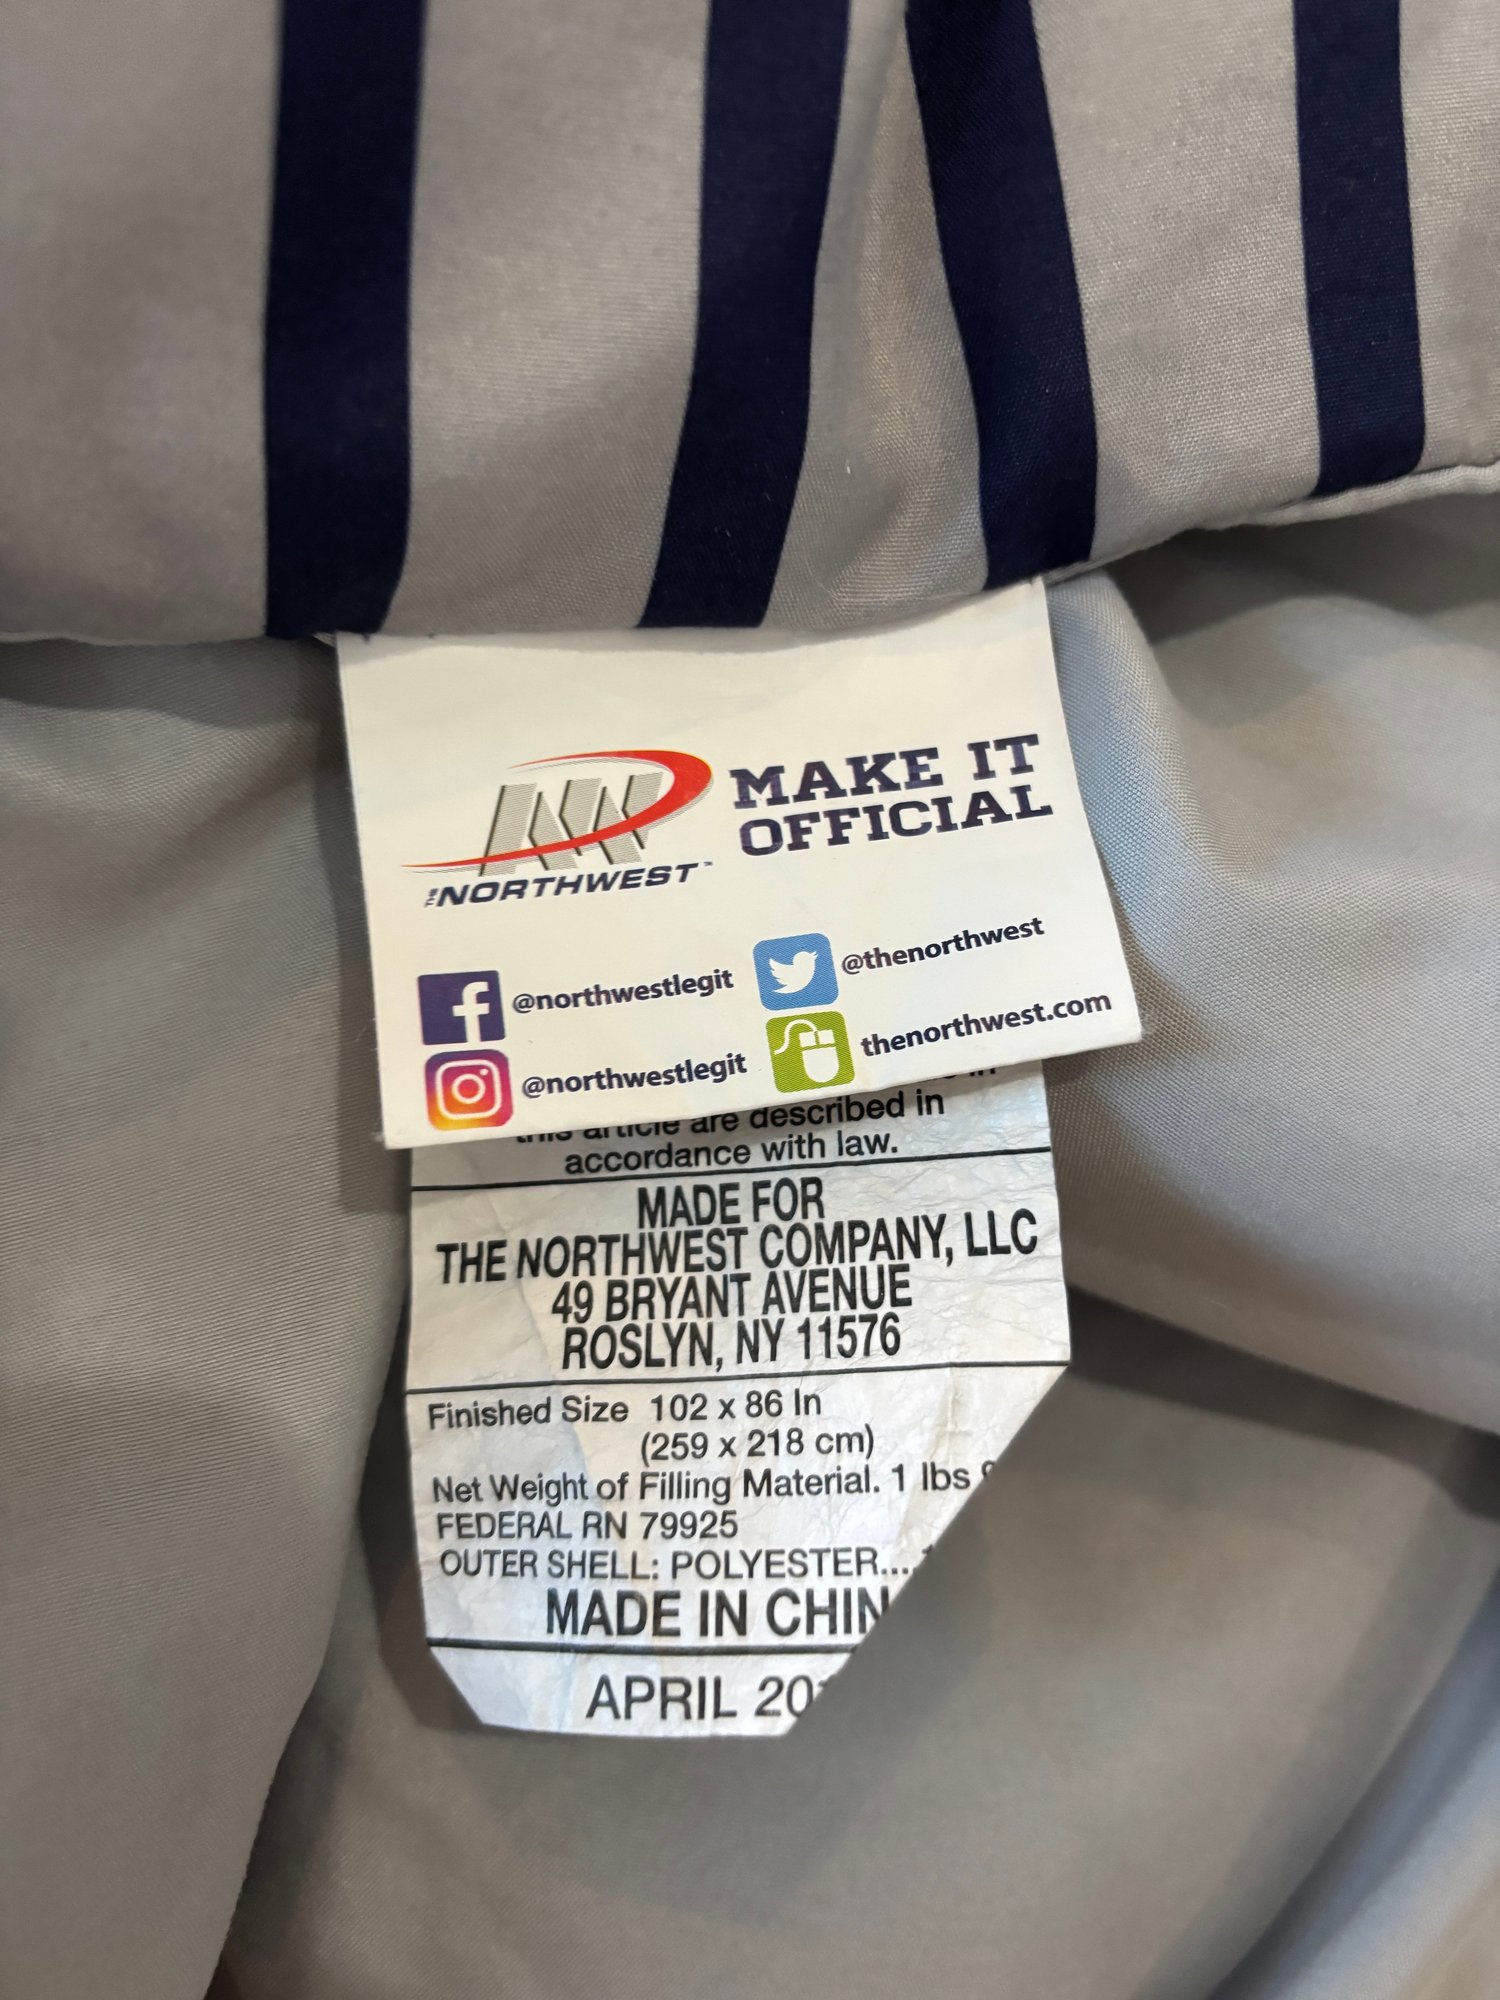 THE NORTHWEST™
MAKE IT
OFFICIAL
@northwestlegit
@thenorthwest
@northwestlegit
thenorthwest.com
this article are described in
accordance with law.
MADE FOR
THE NORTHWEST COMPANY, LLC
49 BRYANT AVENUE
ROSLYN, NY 11576
Finished Size 102 x 86 In
(259 x 218 cm)
Net Weight of Filling Material. 1 lbs
FEDERAL RN 79925
OUTER SHELL: POLYESTER....
MADE IN CHIN
APRIL 20